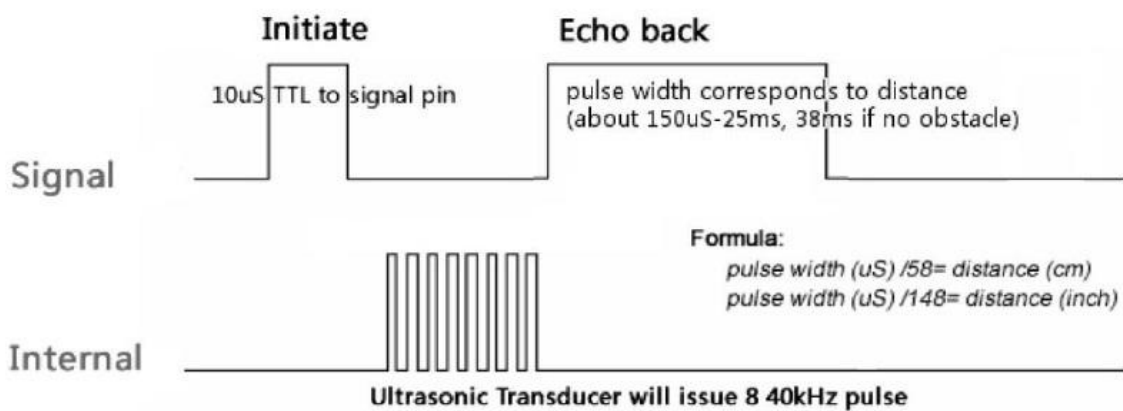 Initiate
Echo back
10uS TTL to signal pin
pulse width corresponds to distance
(about 150uS-25ms, 38ms if no obstacle)
Signal
Formula:
pulse width (uS) /58= distance (cm)
pulse width (uS) /148= distance (inch)
Internal
Ultrasonic Transducer will issue 8 40kHz pulse